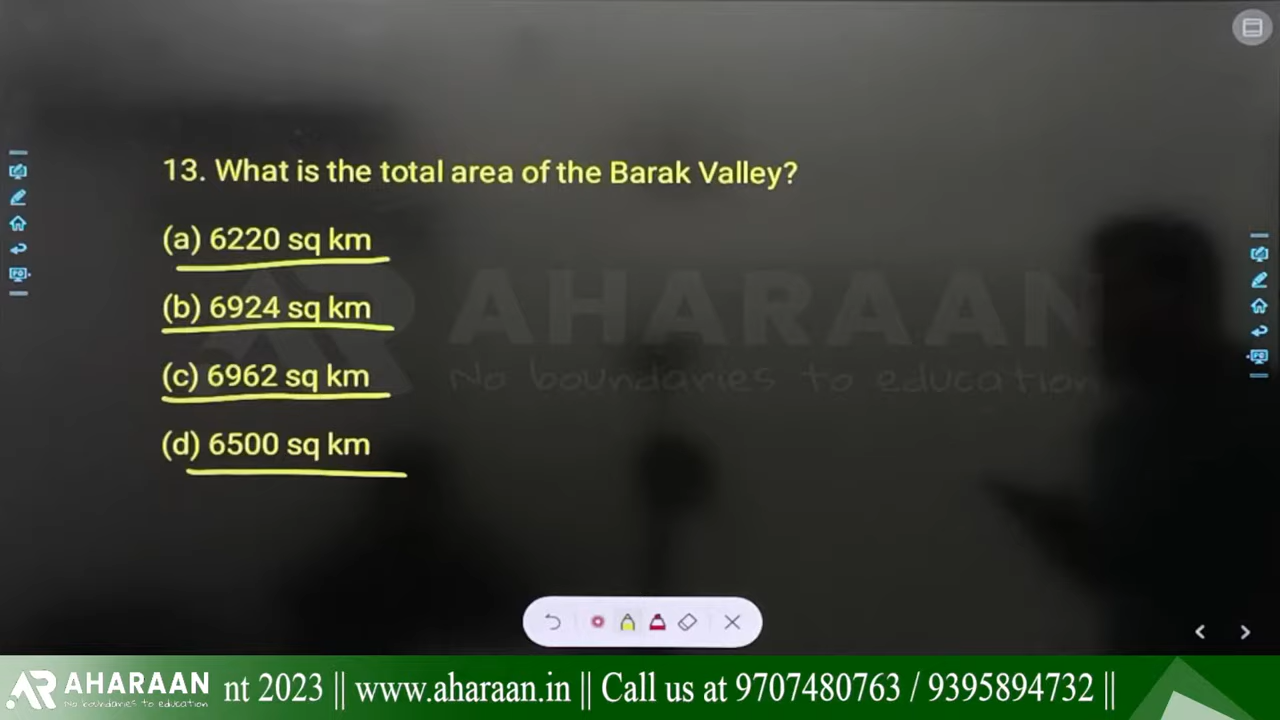 13. What is the total area of the Barak Valley?
(a) 6220 sq km
(b) 6924 sq km
(c) 6962 sq km
(d) 6500 sq km
AHARAAN
No boundaries to education
AHARAAN
No boundaries to education
nt 2023 || www.aharaan.in || Call us at 9707480763 / 9395894732 ||